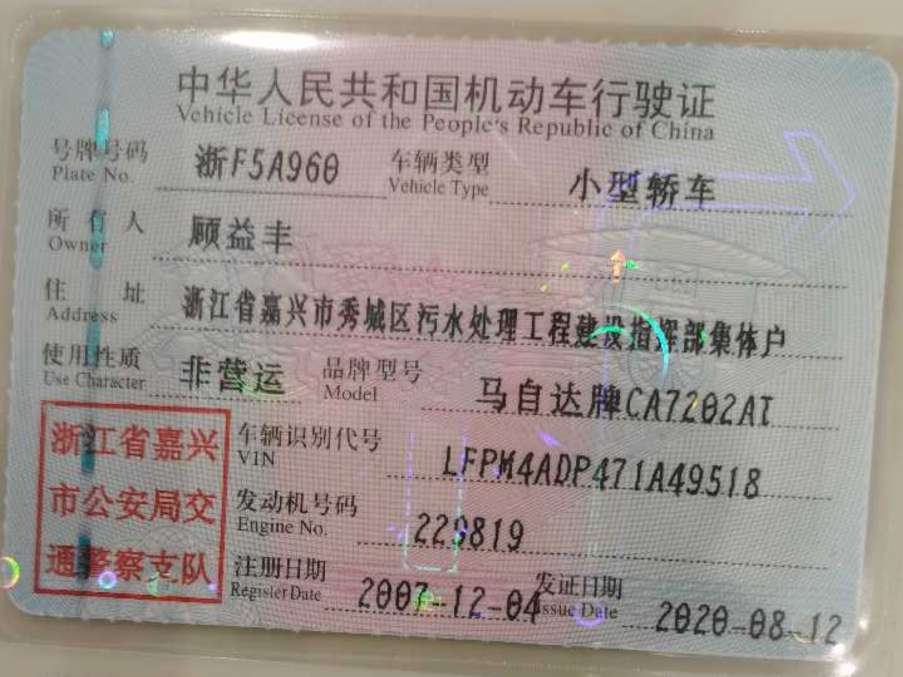 中华人民共和国机动车行驶证
Vehicle License of the People's Republic of China
号牌号码 浙F5A960 车辆类型 小型轿车
Plate No. Vehicle Type
所有人 顾益丰
Owner
住址 浙江省嘉兴市秀城区污水处理工程建设指挥部集体户
Address
使用性质 非营运 品牌型号 马自达牌CA7202AT
Use Character Model
浙江省嘉兴 车辆识别代号 LFPM4ADP471A49518
VIN
市公安局交 发动机号码 229819
Engine No.
通警察支队 注册日期 2007-12-04 发证日期 2020-08-12
Register Date Issue Date